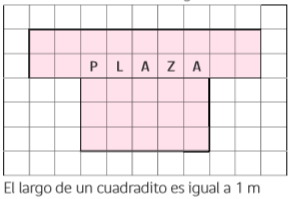 P L A Z A
El largo de un cuadradito es igual a 1 m